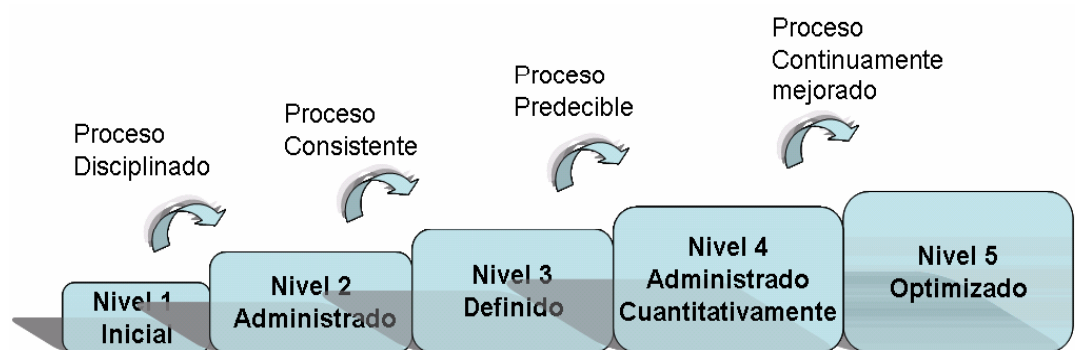 Proceso
Disciplinado
Proceso
Consistente
Proceso
Predecible
Proceso
Continuamente
mejorado
Nivel 1
Inicial
Nivel 2
Administrado
Nivel 3
Definido
Nivel 4
Administrado
Cuantitativamente
Nivel 5
Optimizado